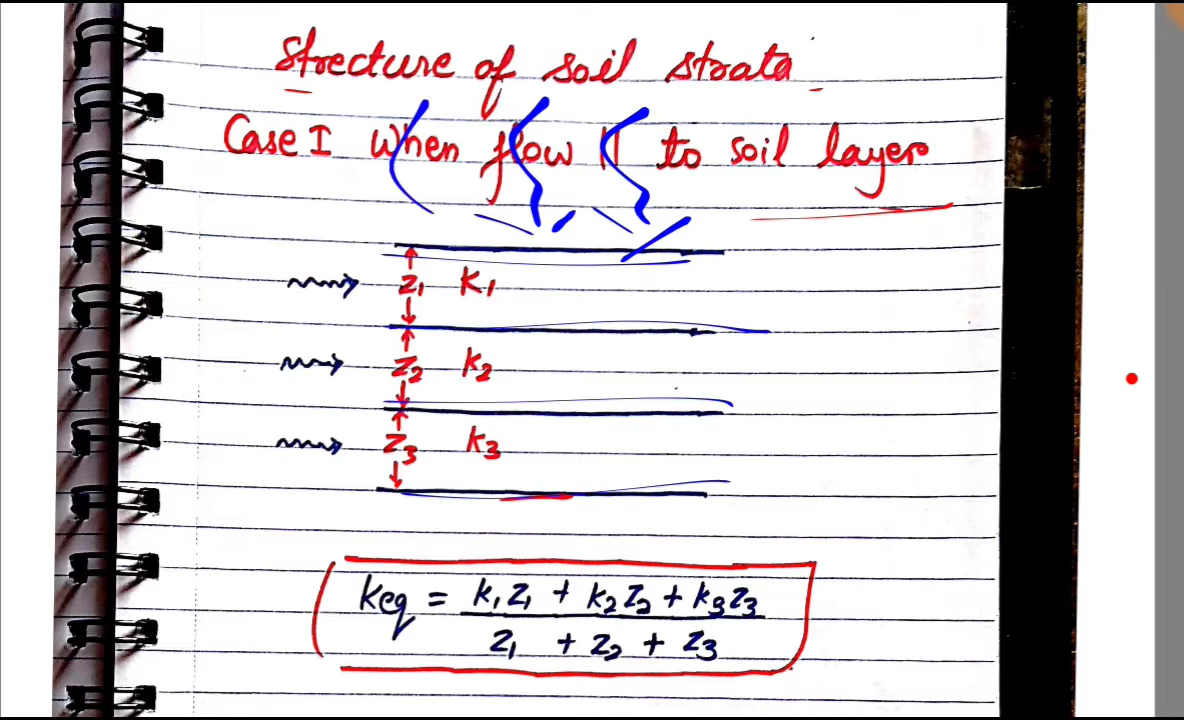 Strecture of soil strata
Case I when flow || to soil layer
z₁ K₁
z₂ k₂
z₃ k₃
keq = k₁z₁ + k₂z₂ + k₃z₃
z₁ + z₂ + z₃